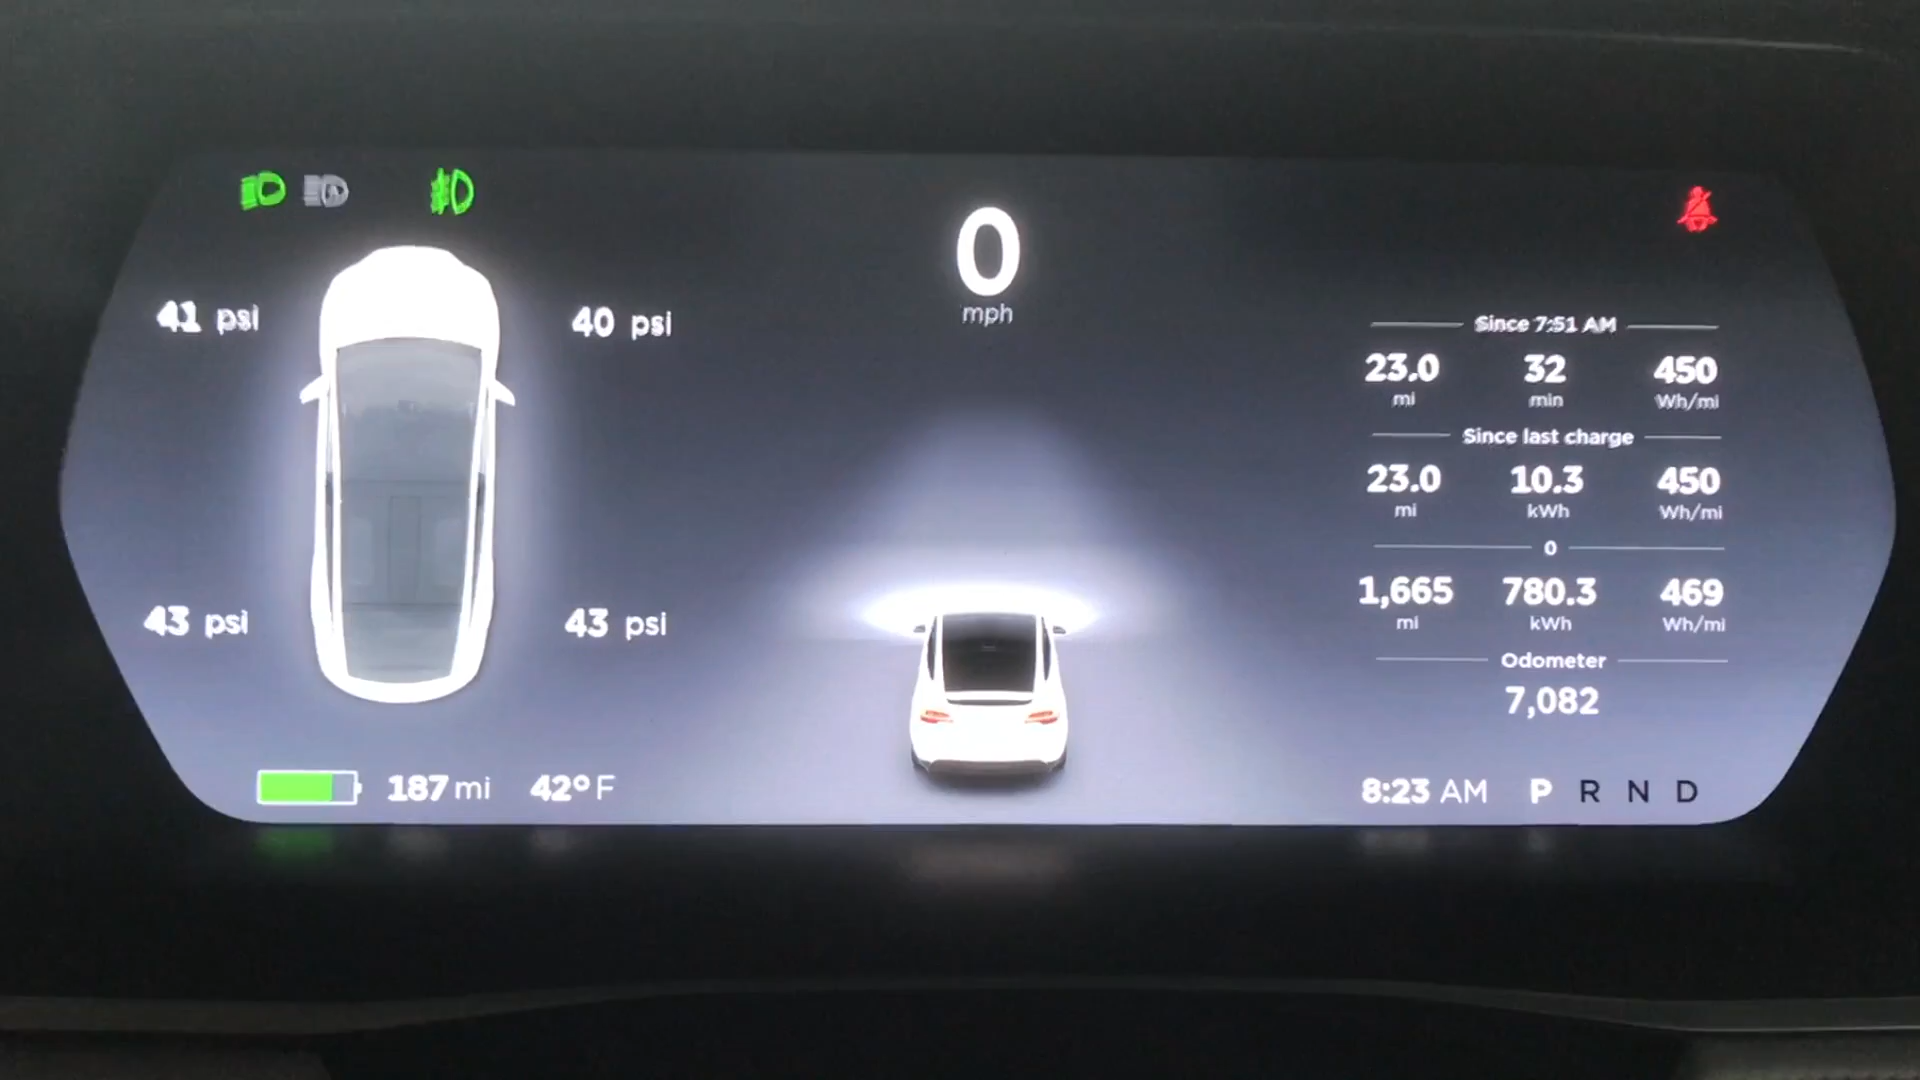 0
mph
41 psi
40 psi
43 psi
43 psi
187 mi 42°F
Since 7:51 AM
23.0 32 450
mi min Wh/mi
Since last charge
23.0 10.3 450
mi kWh Wh/mi
0
1,665 780.3 469
mi kWh Wh/mi
Odometer
7,082
8:23 AM P R N D